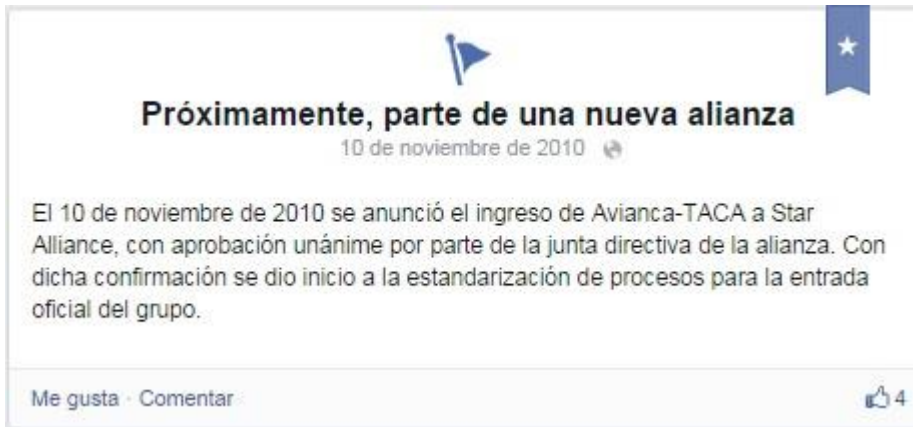 Próximamente, parte de una nueva alianza
10 de noviembre de 2010
El 10 de noviembre de 2010 se anunció el ingreso de Avianca-TACA a Star
Alliance, con aprobación unánime por parte de la junta directiva de la alianza. Con
dicha confirmación se dio inicio a la estandarización de procesos para la entrada
oficial del grupo.
Me gusta · Comentar 4